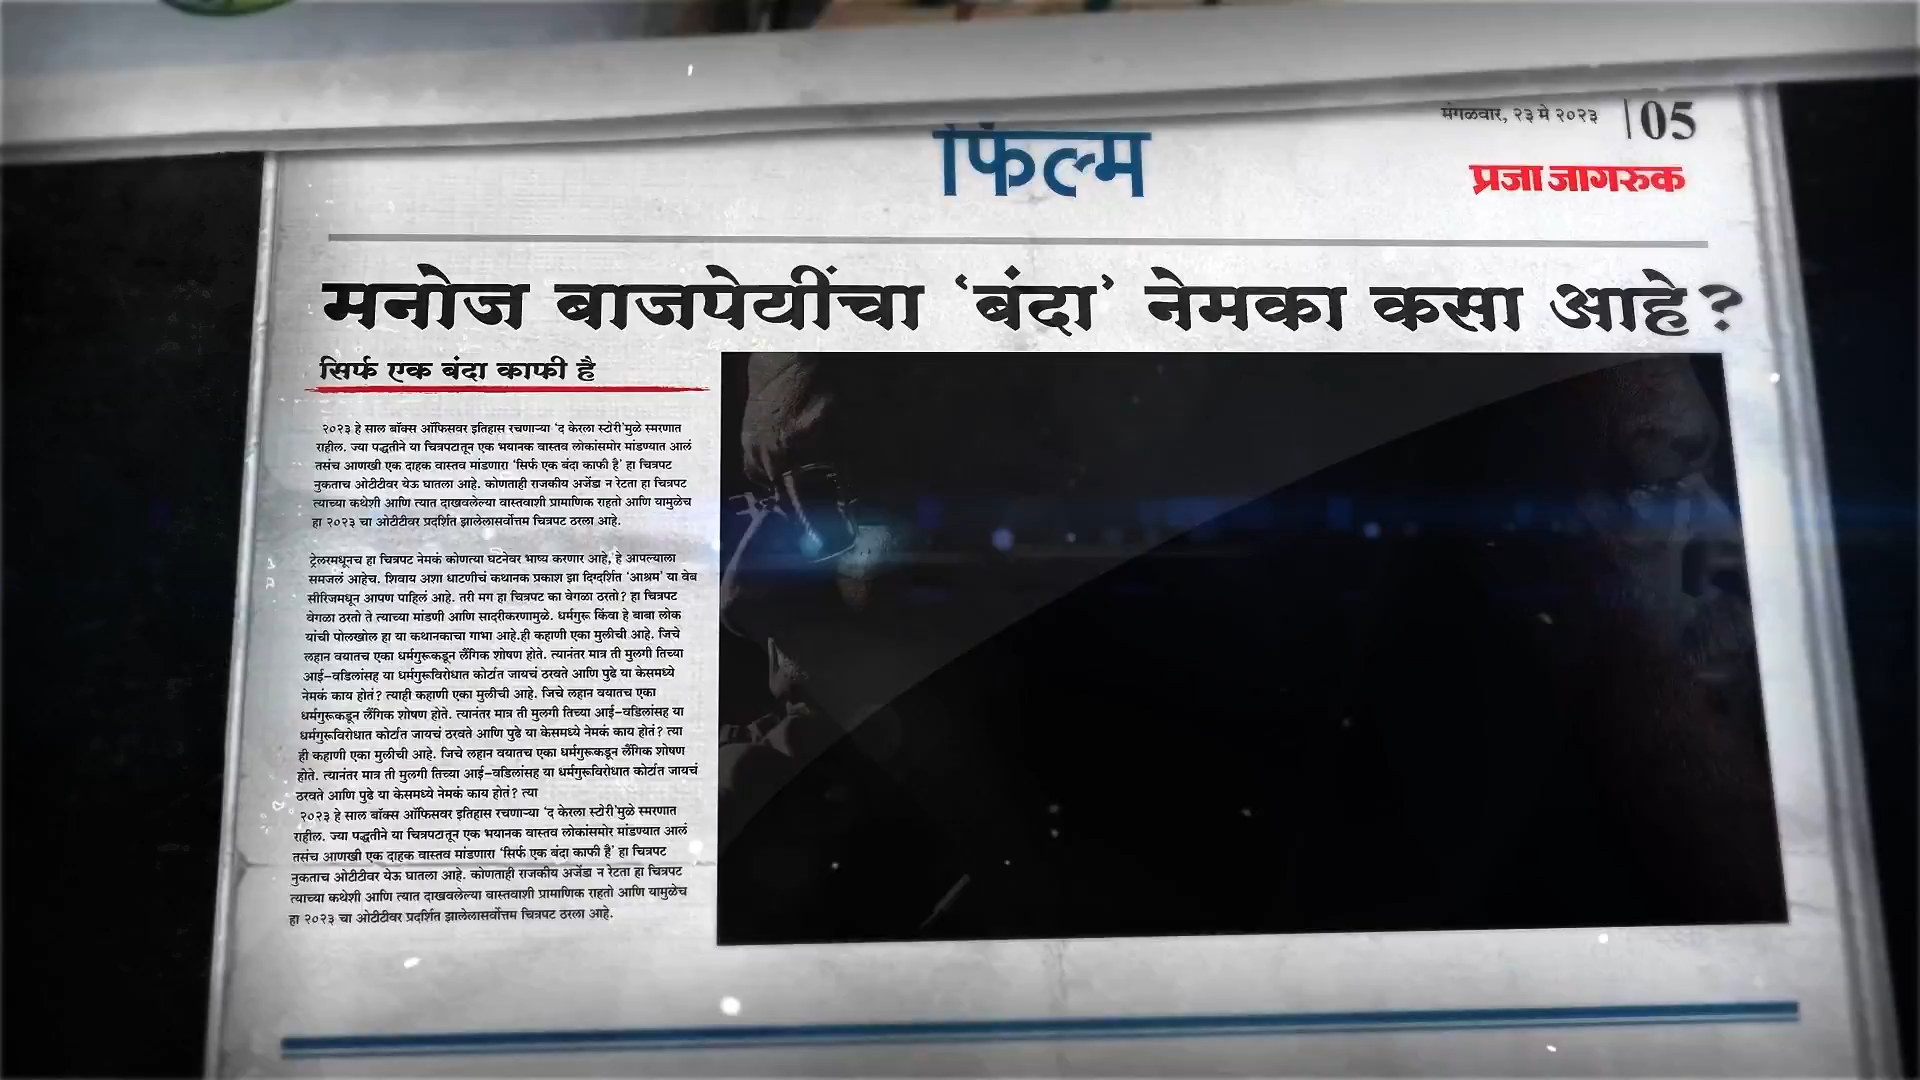 मंगळवार, २३ मे २०२३ | 05
फिल्म
प्रजा जागरुक
मनोज बाजपेयींचा ‘बंदा’ नेमका कसा आहे?
सिर्फ एक बंदा काफी है
२०२३ हे साल बॉक्स ऑफिसवर इतिहास रचणाऱ्या ‘द केरला स्टोरी’मुळे स्मरणात
राहील. ज्या पद्धतीने या चित्रपटातून एक भयानक वास्तव लोकांसमोर मांडण्यात आलं
तसंच आणखी एक दाहक वास्तव मांडणारा ‘सिर्फ एक बंदा काफी है’ हा चित्रपट
नुकताच ओटीटीवर येऊ घातला आहे. कोणताही राजकीय अजेंडा न रेटता हा चित्रपट
त्याच्या कथेशी आणि त्यात दाखवलेल्या वास्तवाशी प्रामाणिक राहतो आणि यामुळेच
हा २०२३ चा ओटीटीवर प्रदर्शित झालेलासर्वोत्तम चित्रपट ठरला आहे.
ट्रेलरमधूनच हा चित्रपट नेमकं कोणत्या घटनेवर भाष्य करणार आहे, हे आपल्याला
समजलं आहेच. शिवाय अशा धाटणीचं कथानक प्रकाश झा दिग्दर्शित ‘आश्रम’ या वेब
सीरिजमधून आपण पाहिलं आहे. तरी मग हा चित्रपट का वेगळा ठरतो? हा चित्रपट
वेगळा ठरतो ते त्याच्या मांडणी आणि सादरीकरणामुळे. धर्मगुरू किंवा हे बाबा लोक
यांची पोलखोल हा या कथानकाचा गाभा आहे.ही कहाणी एका मुलीची आहे. जिचे
लहान वयातच एका धर्मगुरूकडून लैंगिक शोषण होते. त्यानंतर मात्र ती मुलगी तिच्या
आई-वडिलांसह या धर्मगुरूविरोधात कोर्टात जायचं ठरवते आणि पुढे या केसमध्ये
नेमकं काय होतं? त्याही कहाणी एका मुलीची आहे. जिचे लहान वयातच एका
धर्मगुरूकडून लैंगिक शोषण होते. त्यानंतर मात्र ती मुलगी तिच्या आई-वडिलांसह या
धर्मगुरूविरोधात कोर्टात जायचं ठरवते आणि पुढे या केसमध्ये नेमकं काय होतं? त्या
ही कहाणी एका मुलीची आहे. जिचे लहान वयातच एका धर्मगुरूकडून लैंगिक शोषण
होते. त्यानंतर मात्र ती मुलगी तिच्या आई-वडिलांसह या धर्मगुरूविरोधात कोर्टात जायचं
ठरवते आणि पुढे या केसमध्ये नेमकं काय होतं? त्या
२०२३ हे साल बॉक्स ऑफिसवर इतिहास रचणाऱ्या ‘द केरला स्टोरी’मुळे स्मरणात
राहील. ज्या पद्धतीने या चित्रपटातून एक भयानक वास्तव लोकांसमोर मांडण्यात आलं
तसंच आणखी एक दाहक वास्तव मांडणारा ‘सिर्फ एक बंदा काफी है’ हा चित्रपट
नुकताच ओटीटीवर येऊ घातला आहे. कोणताही राजकीय अजेंडा न रेटता हा चित्रपट
त्याच्या कथेशी आणि त्यात दाखवलेल्या वास्तवाशी प्रामाणिक राहतो आणि यामुळेच
हा २०२३ चा ओटीटीवर प्रदर्शित झालेलासर्वोत्तम चित्रपट ठरला आहे.